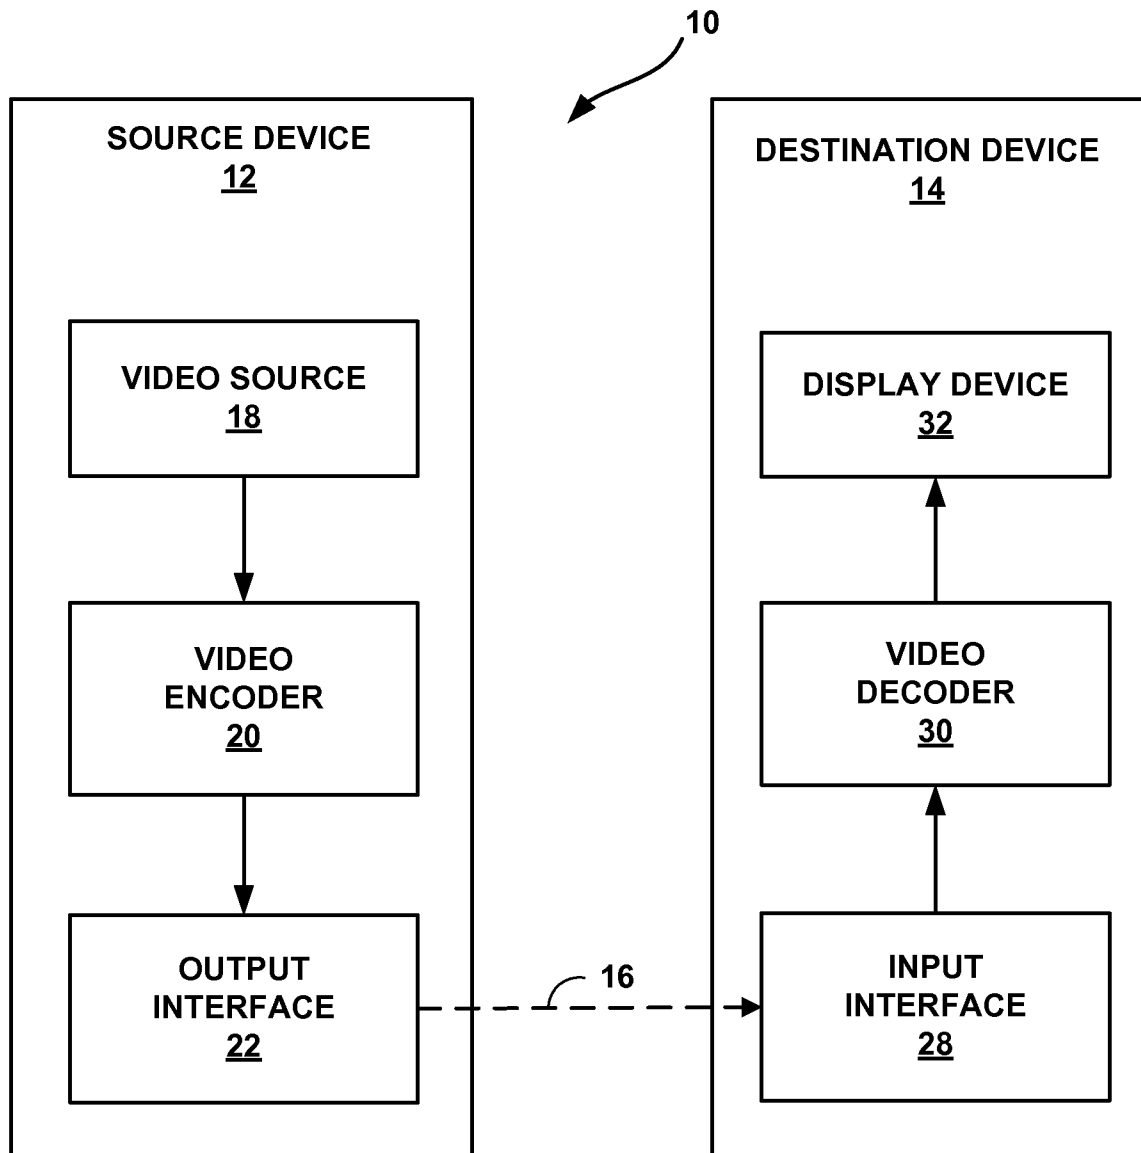 10
SOURCE DEVICE
12
VIDEO SOURCE
18
VIDEO
ENCODER
20
OUTPUT
INTERFACE
22
16
DESTINATION DEVICE
14
DISPLAY DEVICE
32
VIDEO
DECODER
30
INPUT
INTERFACE
28